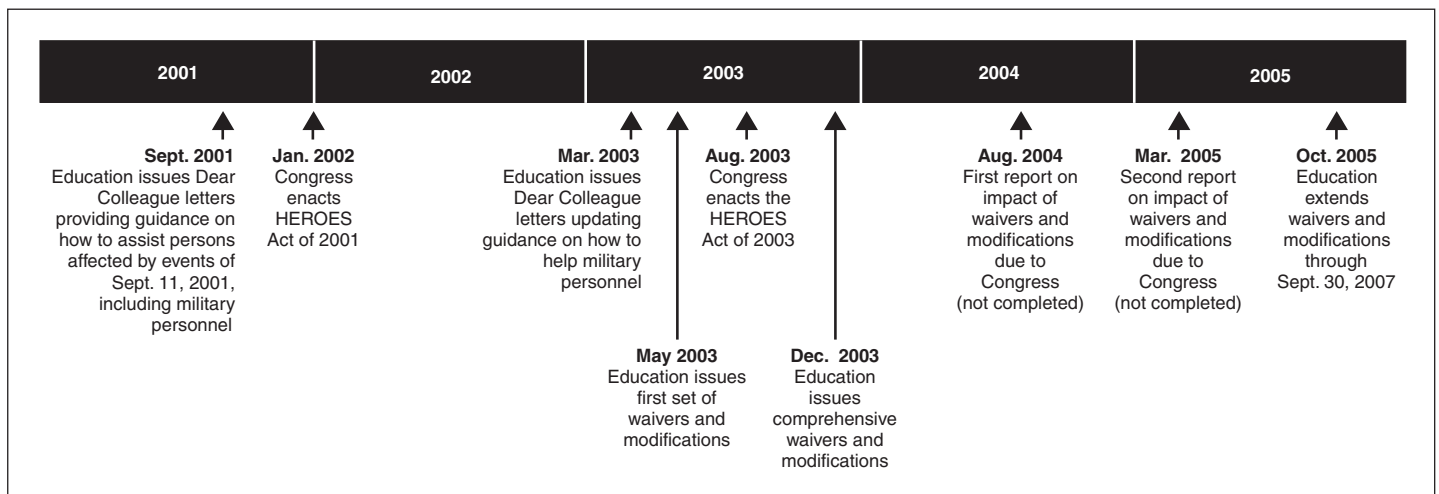 2001
2002
2003
2004
2005
Sept. 2001
Education issues Dear
Colleague letters
providing guidance on
how to assist persons
affected by events of
Sept. 11, 2001,
including military
personnel
Jan. 2002
Congress
enacts
HEROES
Act of 2001
Mar. 2003
Education issues
Dear Colleague
letters updating
guidance on how to
help military
personnel
May 2003
Education issues
first set of
waivers and
modifications
Aug. 2003
Congress
enacts the
HEROES
Act of 2003
Dec. 2003
Education
issues
comprehensive
waivers and
modifications
Aug. 2004
First report on
impact of
waivers and
modifications
due to
Congress
(not completed)
Mar. 2005
Second report
on impact of
waivers and
modifications
due to
Congress
(not completed)
Oct. 2005
Education
extends
waivers and
modifications
through
Sept. 30, 2007